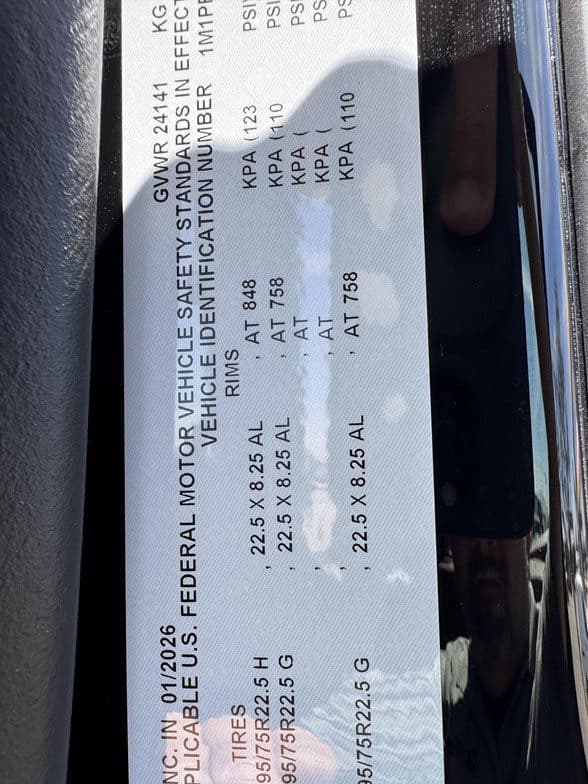 NC. IN 01/2026 GVWR 24141 KG
PLICABLE U.S. FEDERAL MOTOR VEHICLE SAFETY STANDARDS IN EFFECT
VEHICLE IDENTIFICATION NUMBER 1M1P
TIRES RIMS
95/75R22.5 H , 22.5 X 8.25 AL , AT 848 KPA (123 PSI
95/75R22.5 G , 22.5 X 8.25 AL , AT 758 KPA (110 PSI
, , AT KPA ( PSI
, , AT KPA ( PS
95/75R22.5 G , 22.5 X 8.25 AL , AT 758 KPA (110 PS